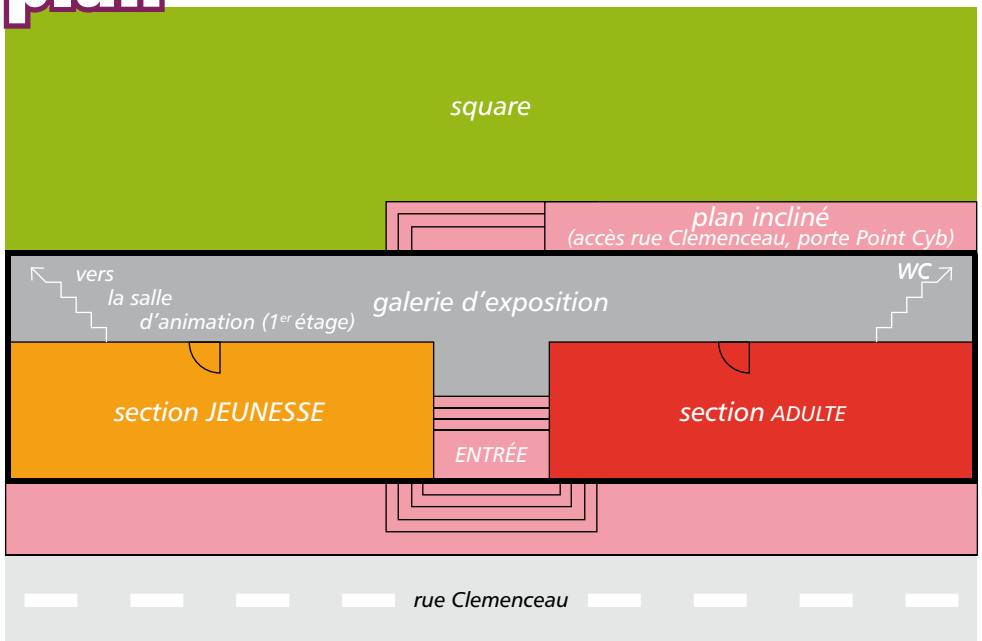 plan
square
plan incliné
(accès rue Clemenceau, porte Point Cyb)
vers
la salle
d'animation (1er étage)
galerie d'exposition
WC
section JEUNESSE
section ADULTE
ENTRÉE
rue Clemenceau